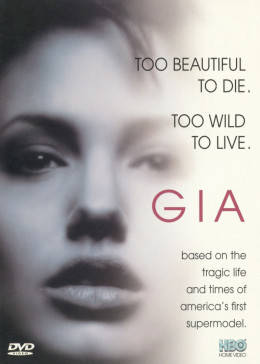 TOO BEAUTIFUL
TO DIE.
TOO WILD
TO LIVE.
GIA
based on the
tragic life
and times of
america's first
supermodel.
DVD
VIDEO
HBO
HOME VIDEO